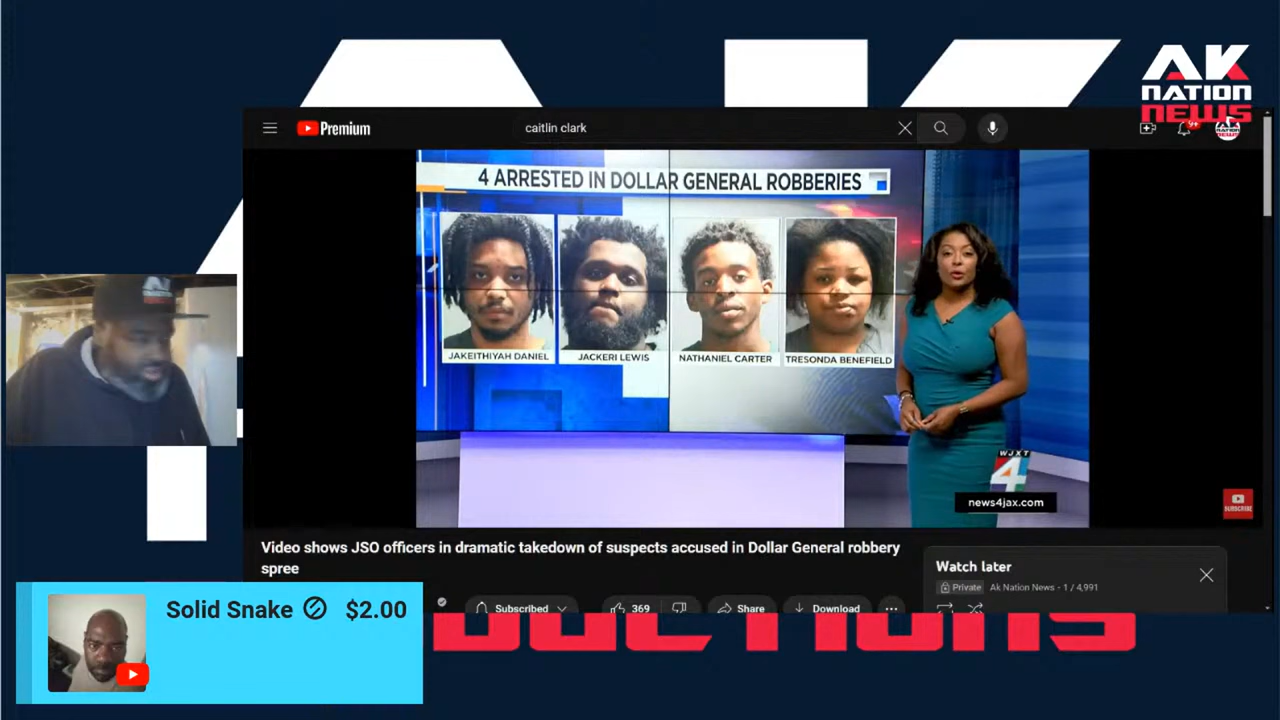 AK
NATION
NEWS
Premium
caitlin clark
9+
4 ARRESTED IN DOLLAR GENERAL ROBBERIES
JAKEITHIYAH DANIEL
JACKERI LEWIS
NATHANIEL CARTER
TRESONDA BENEFIELD
WJXT
4
news4jax.com
SUBSCRIBE
Video shows JSO officers in dramatic takedown of suspects accused in Dollar General robbery
spree
Watch later
Private Ak Nation News - 1 / 4,991
Subscribed
369
Share
Download
Solid Snake $2.00